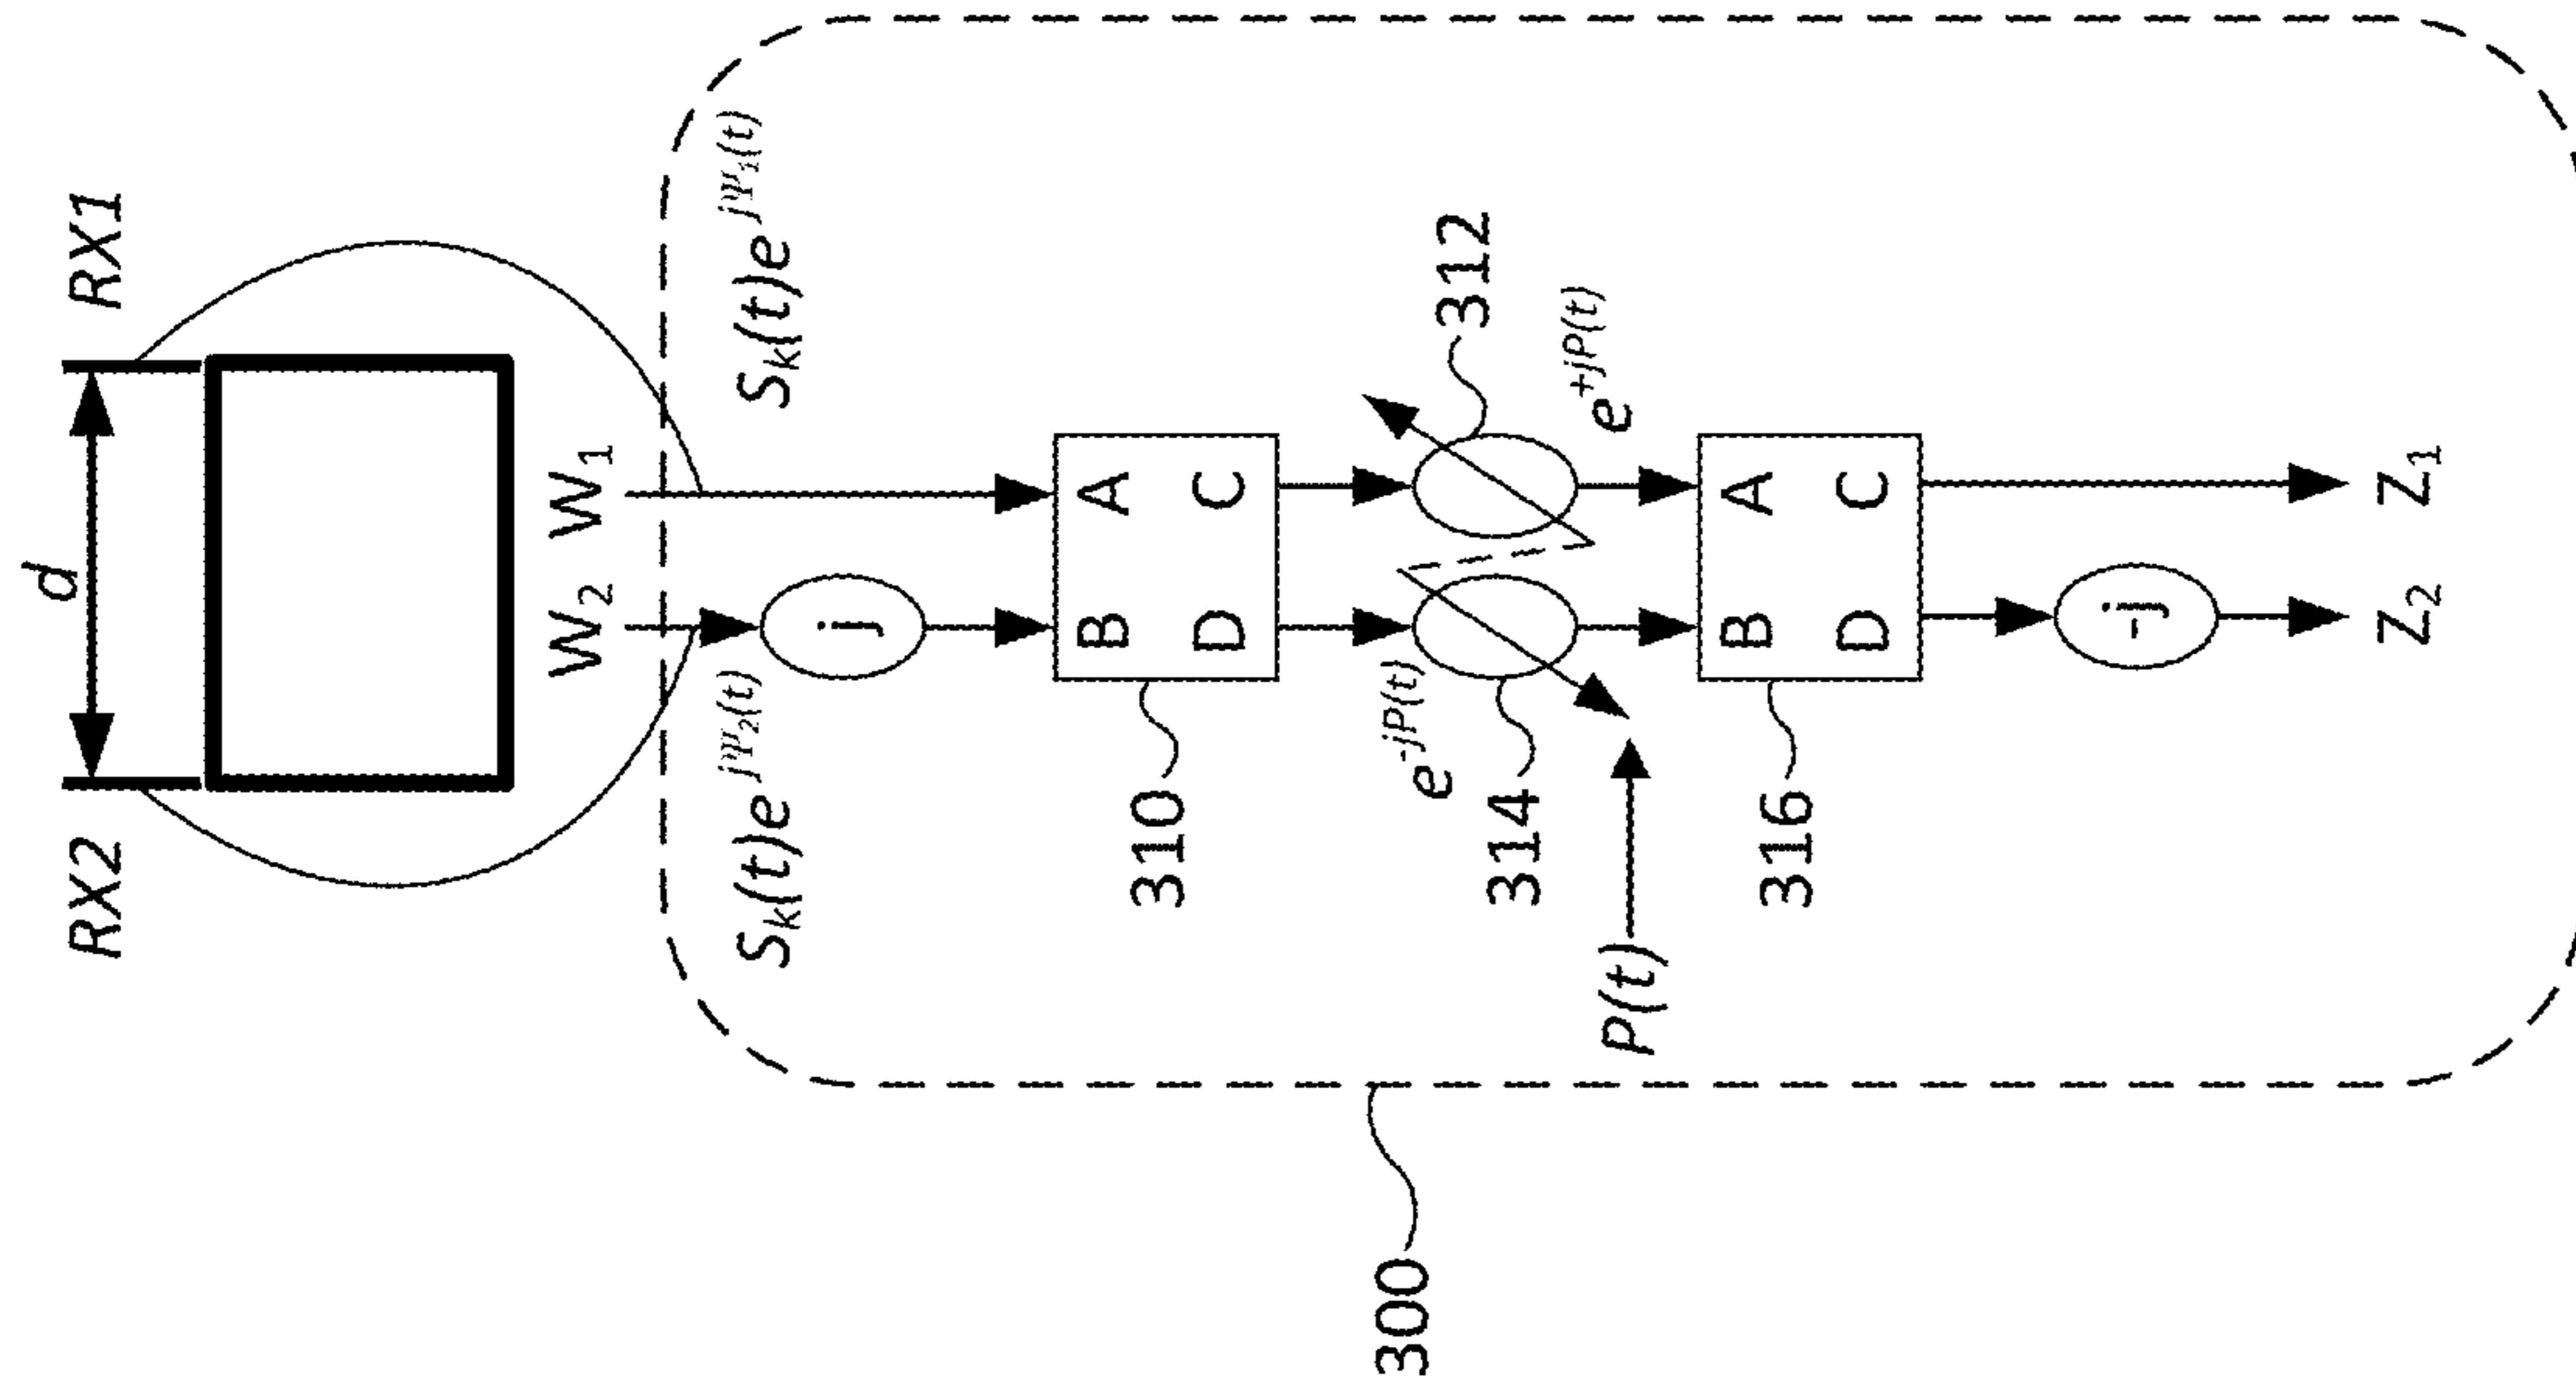 d
RX2
RX1
W₂
W₁
Sₖ(t)e^{jΨ₂(t)}
Sₖ(t)e^{jΨ₁(t)}
j
B
A
D
C
310
e^{-jP(t)}
314
312
e^{+jP(t)}
P(t)
B
A
D
C
316
-j
Z₂
Z₁
300